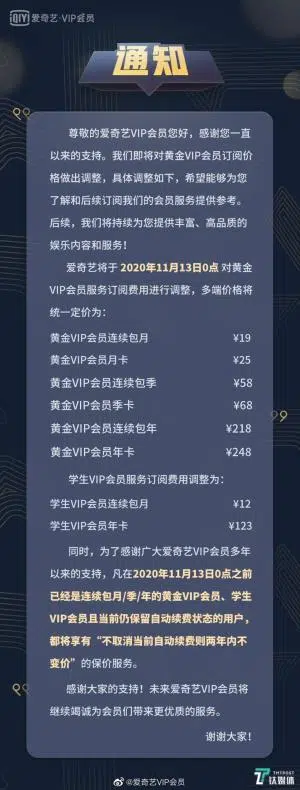 iQIYI 爱奇艺·VIP会员
通知
尊敬的爱奇艺VIP会员您好，感谢您一直
以来的支持。我们即将对黄金VIP会员订阅价
格做出调整，具体调整如下，希望能够为您
了解和后续订阅我们的会员服务提供参考。
后续，我们将持续为您提供丰富、高品质的
娱乐内容和服务！
爱奇艺将于 2020年11月13日0点 对黄金
VIP会员服务订阅费用进行调整，多端价格将
统一定价为：
黄金VIP会员连续包月 ¥19
黄金VIP会员月卡 ¥25
黄金VIP会员连续包季 ¥58
黄金VIP会员季卡 ¥68
黄金VIP会员连续包年 ¥218
黄金VIP会员年卡 ¥248
学生VIP会员服务订阅费用调整为：
学生VIP会员连续包月 ¥12
学生VIP会员年卡 ¥123
同时，为了感谢广大爱奇艺VIP会员多年
以来的支持，凡在2020年11月13日0点之前
已经是连续包月/季/年的黄金VIP会员、学生
VIP会员且当前仍保留自动续费状态的用户，
都将享有“不取消当前自动续费则两年内不
变价”的保价服务。
感谢大家的支持！未来爱奇艺VIP会员将
继续竭诚为会员们带来更优质的服务。
谢谢大家！
@爱奇艺VIP会员
TMTPOST
钛媒体